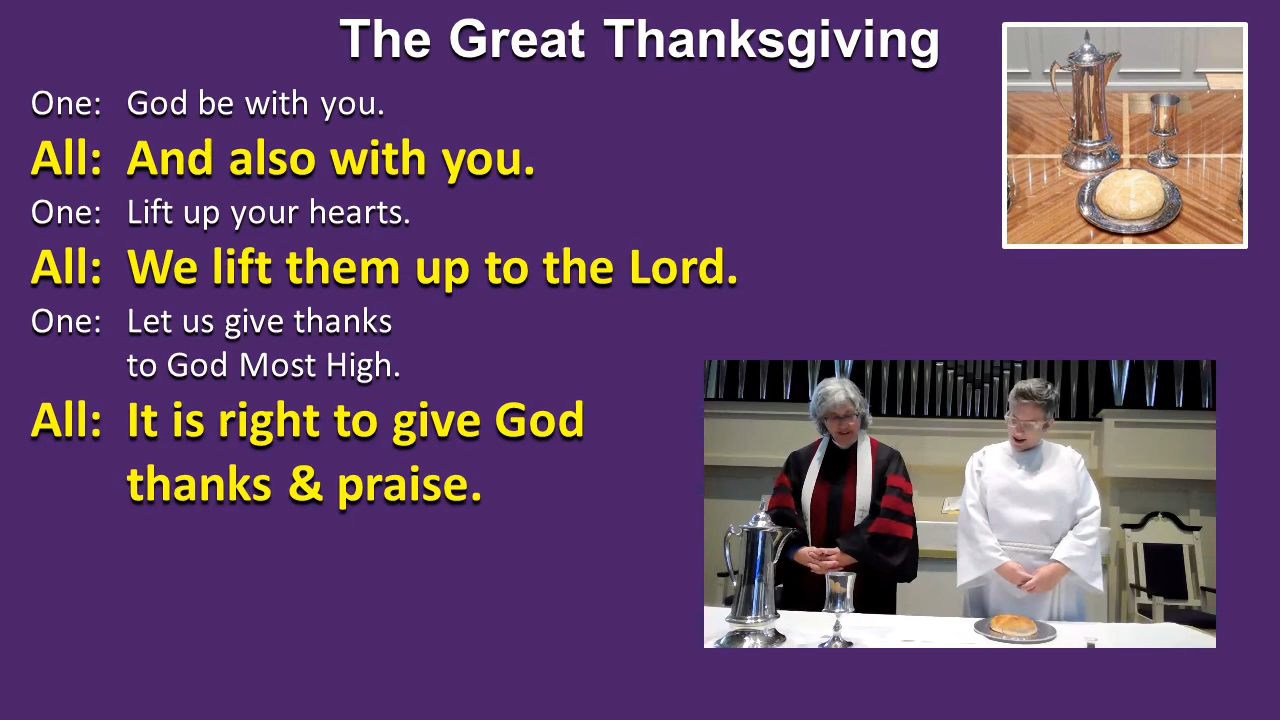 The Great Thanksgiving
One: God be with you.
All: And also with you.
One: Lift up your hearts.
All: We lift them up to the Lord.
One: Let us give thanks
to God Most High.
All: It is right to give God
thanks & praise.